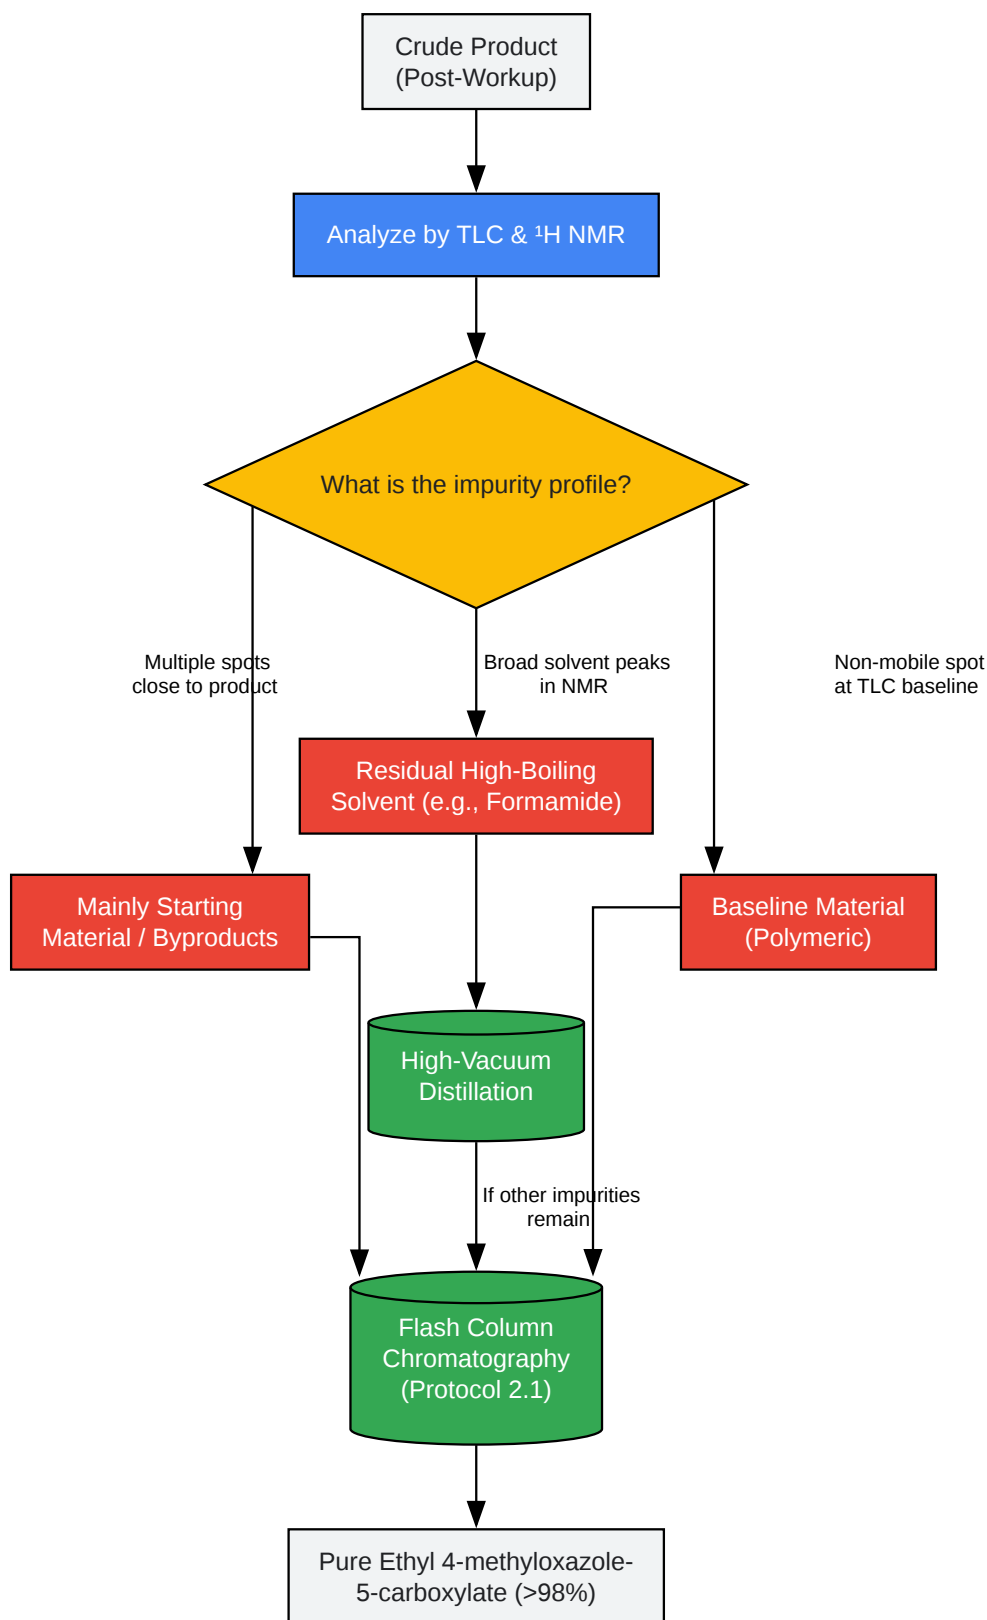 Crude Product
(Post-Workup)
Analyze by TLC & ¹H NMR
What is the impurity profile?
Multiple spots
close to product
Broad solvent peaks
in NMR
Non-mobile spot
at TLC baseline
Residual High-Boiling
Solvent (e.g., Formamide)
Mainly Starting
Material / Byproducts
Baseline Material
(Polymeric)
High-Vacuum
Distillation
If other impurities
remain
Flash Column
Chromatography
(Protocol 2.1)
Pure Ethyl 4-methyloxazole-
5-carboxylate (>98%)